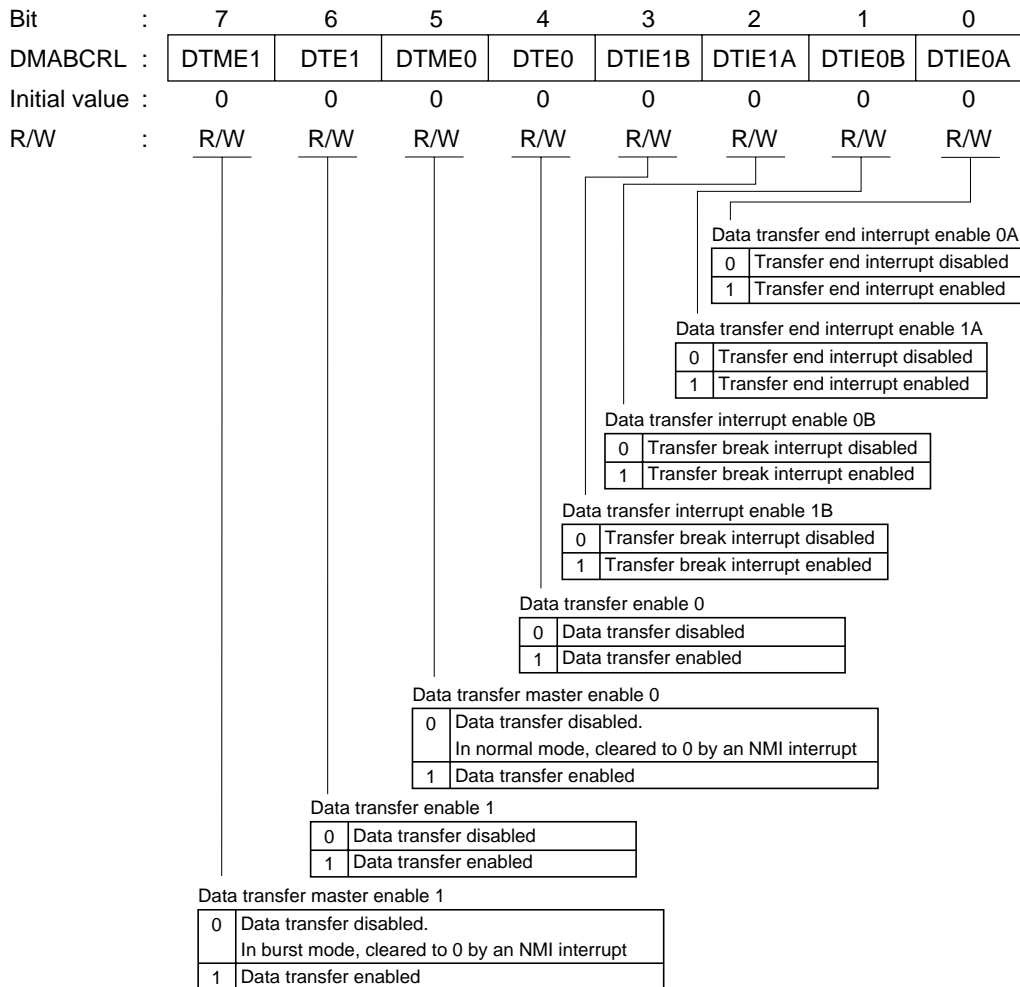 Bit : 7 6 5 4 3 2 1 0
DMABCRL : DTME1 DTE1 DTME0 DTE0 DTIE1B DTIE1A DTIE0B DTIE0A
Initial value : 0 0 0 0 0 0 0 0
R/W : R/W R/W R/W R/W R/W R/W R/W R/W
Data transfer end interrupt enable 0A
0 Transfer end interrupt disabled
1 Transfer end interrupt enabled
Data transfer end interrupt enable 1A
0 Transfer end interrupt disabled
1 Transfer end interrupt enabled
Data transfer interrupt enable 0B
0 Transfer break interrupt disabled
1 Transfer break interrupt enabled
Data transfer interrupt enable 1B
0 Transfer break interrupt disabled
1 Transfer break interrupt enabled
Data transfer enable 0
0 Data transfer disabled
1 Data transfer enabled
Data transfer master enable 0
0 Data transfer disabled.
In normal mode, cleared to 0 by an NMI interrupt
1 Data transfer enabled
Data transfer enable 1
0 Data transfer disabled
1 Data transfer enabled
Data transfer master enable 1
0 Data transfer disabled.
In burst mode, cleared to 0 by an NMI interrupt
1 Data transfer enabled